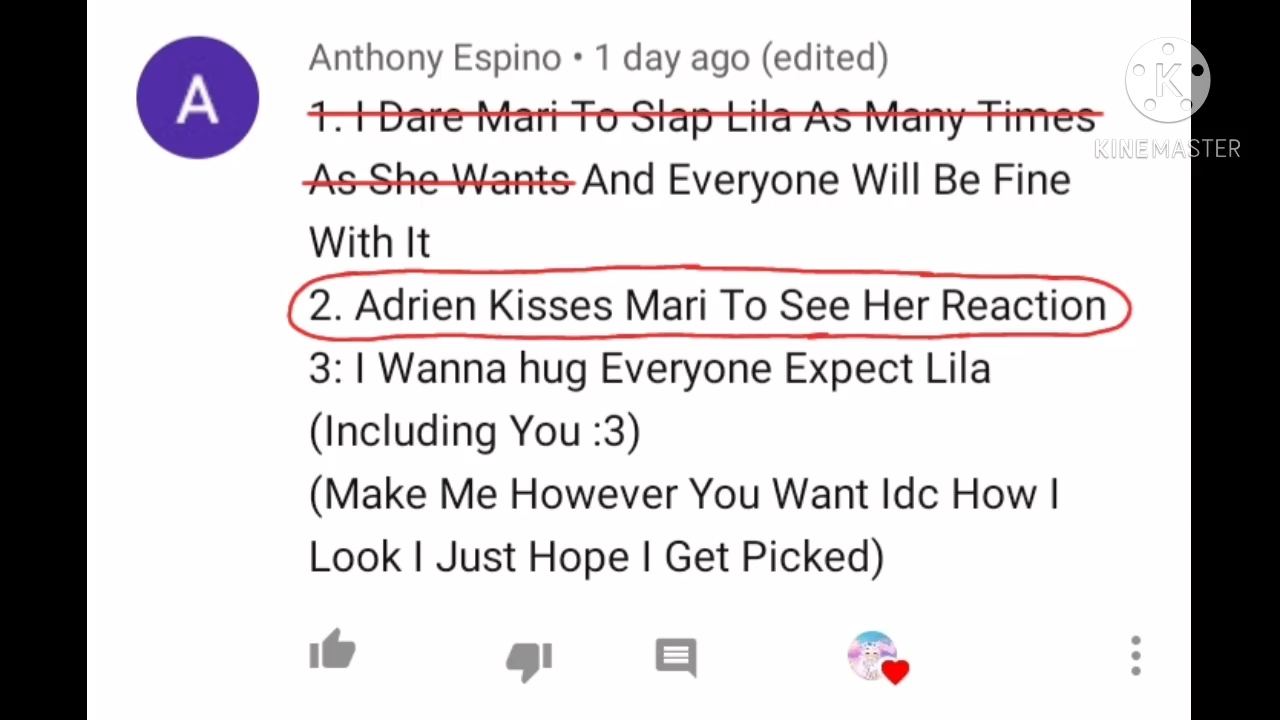 A
Anthony Espino • 1 day ago (edited)
1. I Dare Mari To Slap Lila As Many Times
As She Wants And Everyone Will Be Fine
With It
2. Adrien Kisses Mari To See Her Reaction
3: I Wanna hug Everyone Expect Lila
(Including You :3)
(Make Me However You Want Idc How I
Look I Just Hope I Get Picked)
K
KINEMASTER